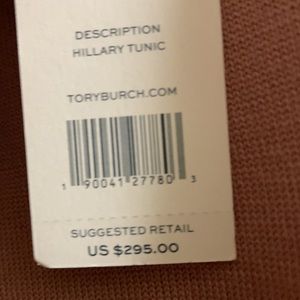 DESCRIPTION
HILLARY TUNIC
TORYBURCH.COM
1 90041 27780 3
SUGGESTED RETAIL
US $295.00